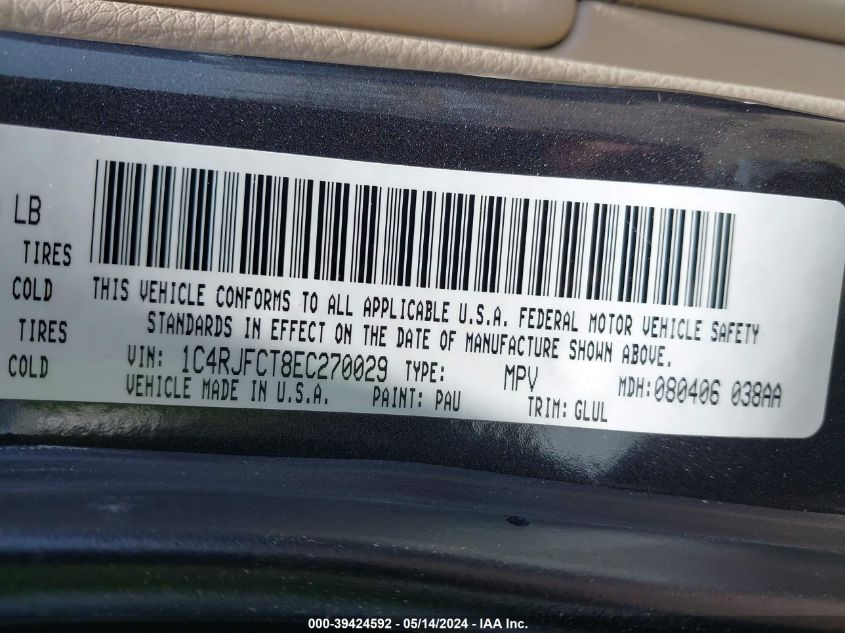 LB
TIRES
COLD
TIRES
COLD
THIS VEHICLE CONFORMS TO ALL APPLICABLE U.S.A. FEDERAL MOTOR VEHICLE SAFETY
STANDARDS IN EFFECT ON THE DATE OF MANUFACTURE SHOWN ABOVE.
VIN: 1C4RJFCT8EC270029 TYPE: MPV MDH:080406 038AA
VEHICLE MADE IN U.S.A. PAINT: PAU TRIM: GLUL
000-39424592 - 05/14/2024 - IAA Inc.